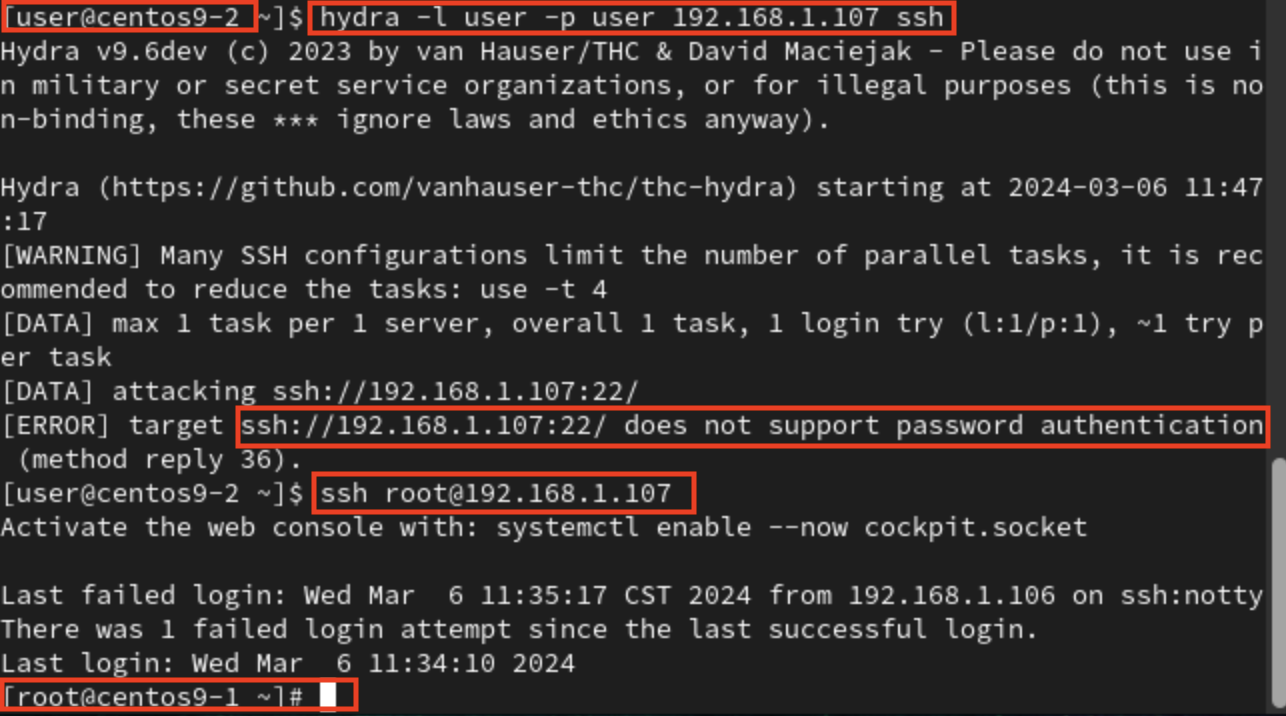 [user@centos9-2 ~]$ hydra -l user -p user 192.168.1.107 ssh
Hydra v9.6dev (c) 2023 by van Hauser/THC & David Maciejak - Please do not use i
n military or secret service organizations, or for illegal purposes (this is no
n-binding, these *** ignore laws and ethics anyway).
Hydra (https://github.com/vanhauser-thc/thc-hydra) starting at 2024-03-06 11:47
:17
[WARNING] Many SSH configurations limit the number of parallel tasks, it is rec
ommended to reduce the tasks: use -t 4
[DATA] max 1 task per 1 server, overall 1 task, 1 login try (l:1/p:1), ~1 try p
er task
[DATA] attacking ssh://192.168.1.107:22/
[ERROR] target ssh://192.168.1.107:22/ does not support password authentication
 (method reply 36).
[user@centos9-2 ~]$ ssh root@192.168.1.107
Activate the web console with: systemctl enable --now cockpit.socket
Last failed login: Wed Mar  6 11:35:17 CST 2024 from 192.168.1.106 on ssh:notty
There was 1 failed login attempt since the last successful login.
Last login: Wed Mar  6 11:34:10 2024
[root@centos9-1 ~]#